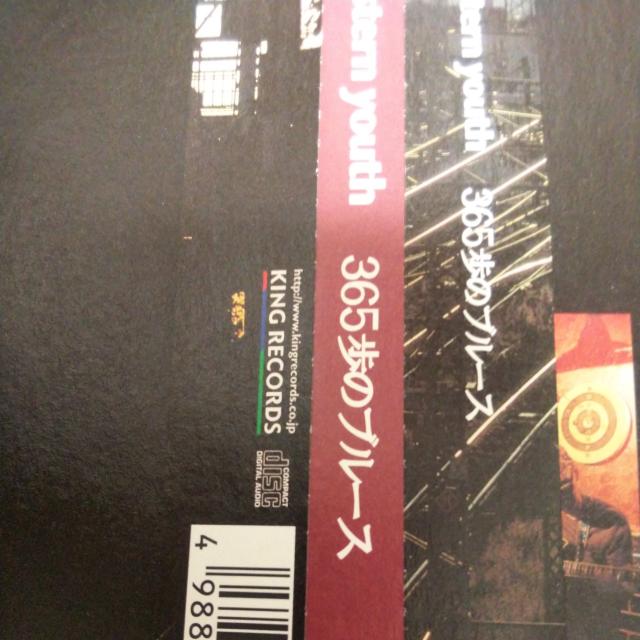 dern youth 365歩のブルース
dern youth 365歩のブルース
http://www.kingrecords.co.jp
KING RECORDS
COMPACT
disc
DIGITAL AUDIO
4 988